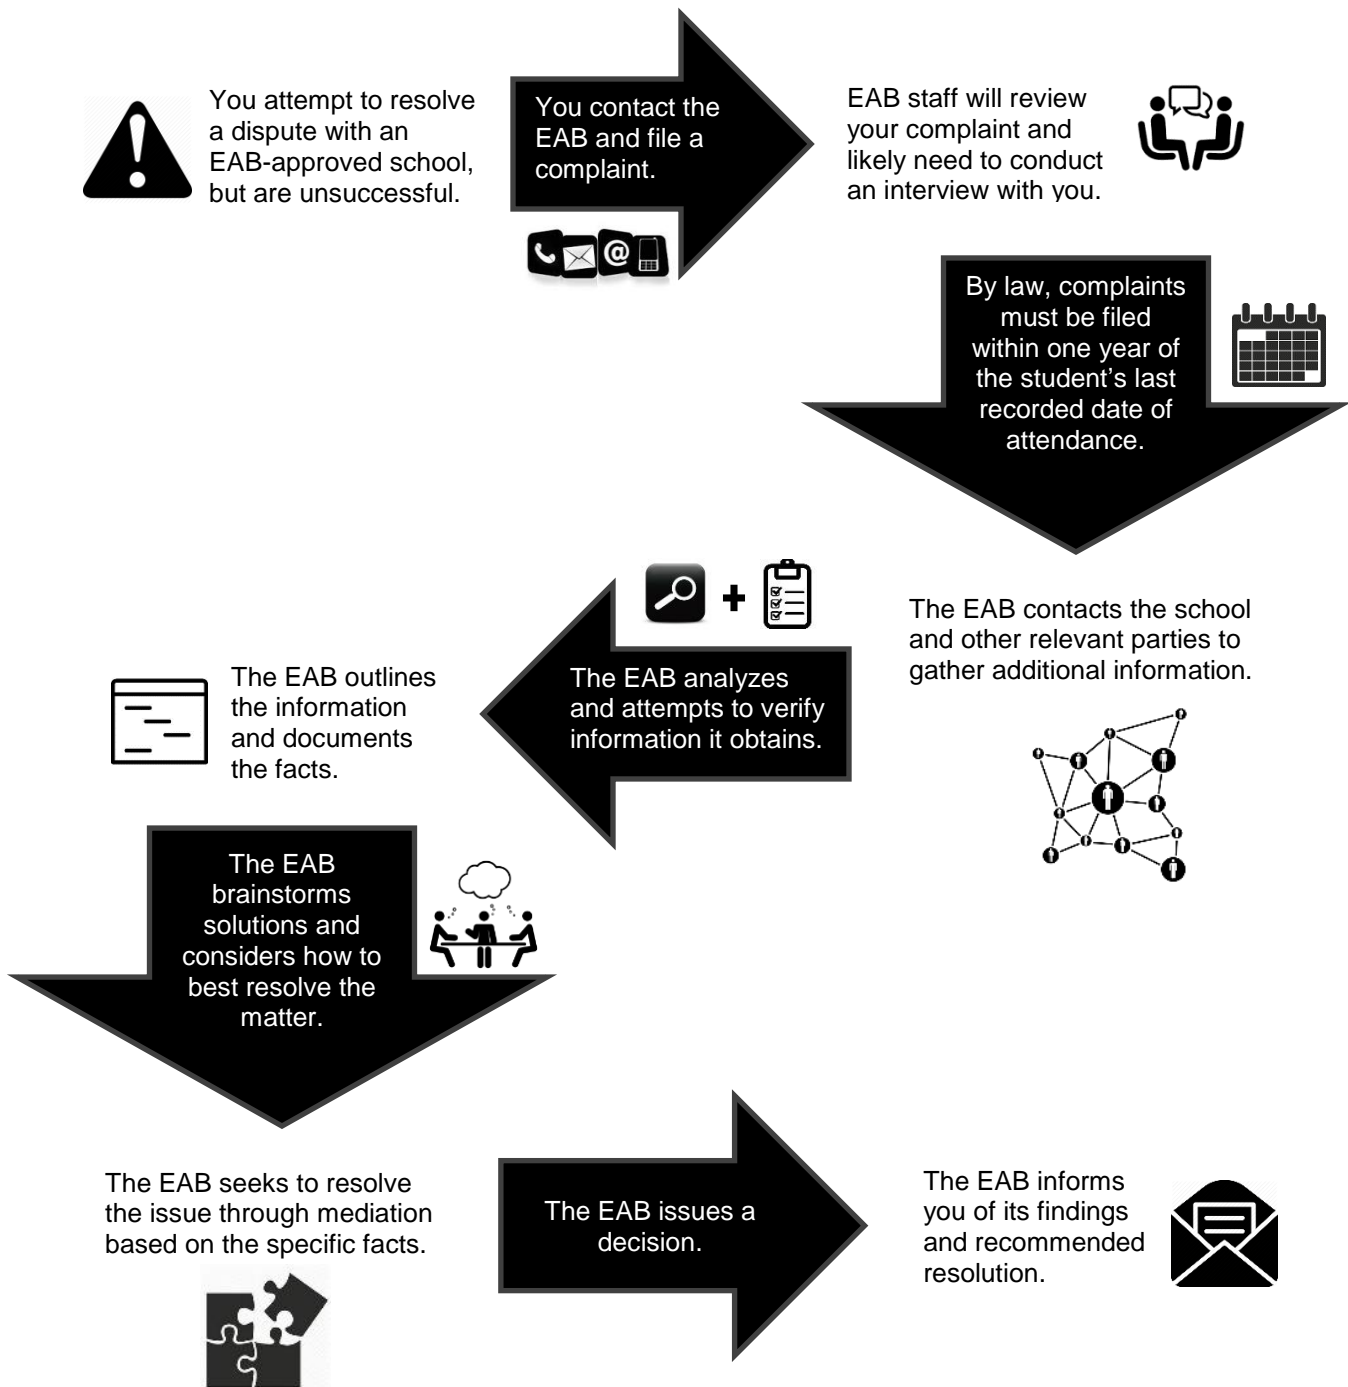 You attempt to resolve
a dispute with an
EAB-approved school,
but are unsuccessful.
You contact the
EAB and file a
complaint.
@
EAB staff will review
your complaint and
likely need to conduct
an interview with you.
By law, complaints
must be filed
within one year of
the student’s last
recorded date of
attendance.
The EAB contacts the school
and other relevant parties to
gather additional information.
The EAB analyzes
and attempts to verify
information it obtains.
The EAB outlines
the information
and documents
the facts.
The EAB
brainstorms
solutions and
considers how to
best resolve the
matter.
The EAB seeks to resolve
the issue through mediation
based on the specific facts.
The EAB issues a
decision.
The EAB informs
you of its findings
and recommended
resolution.